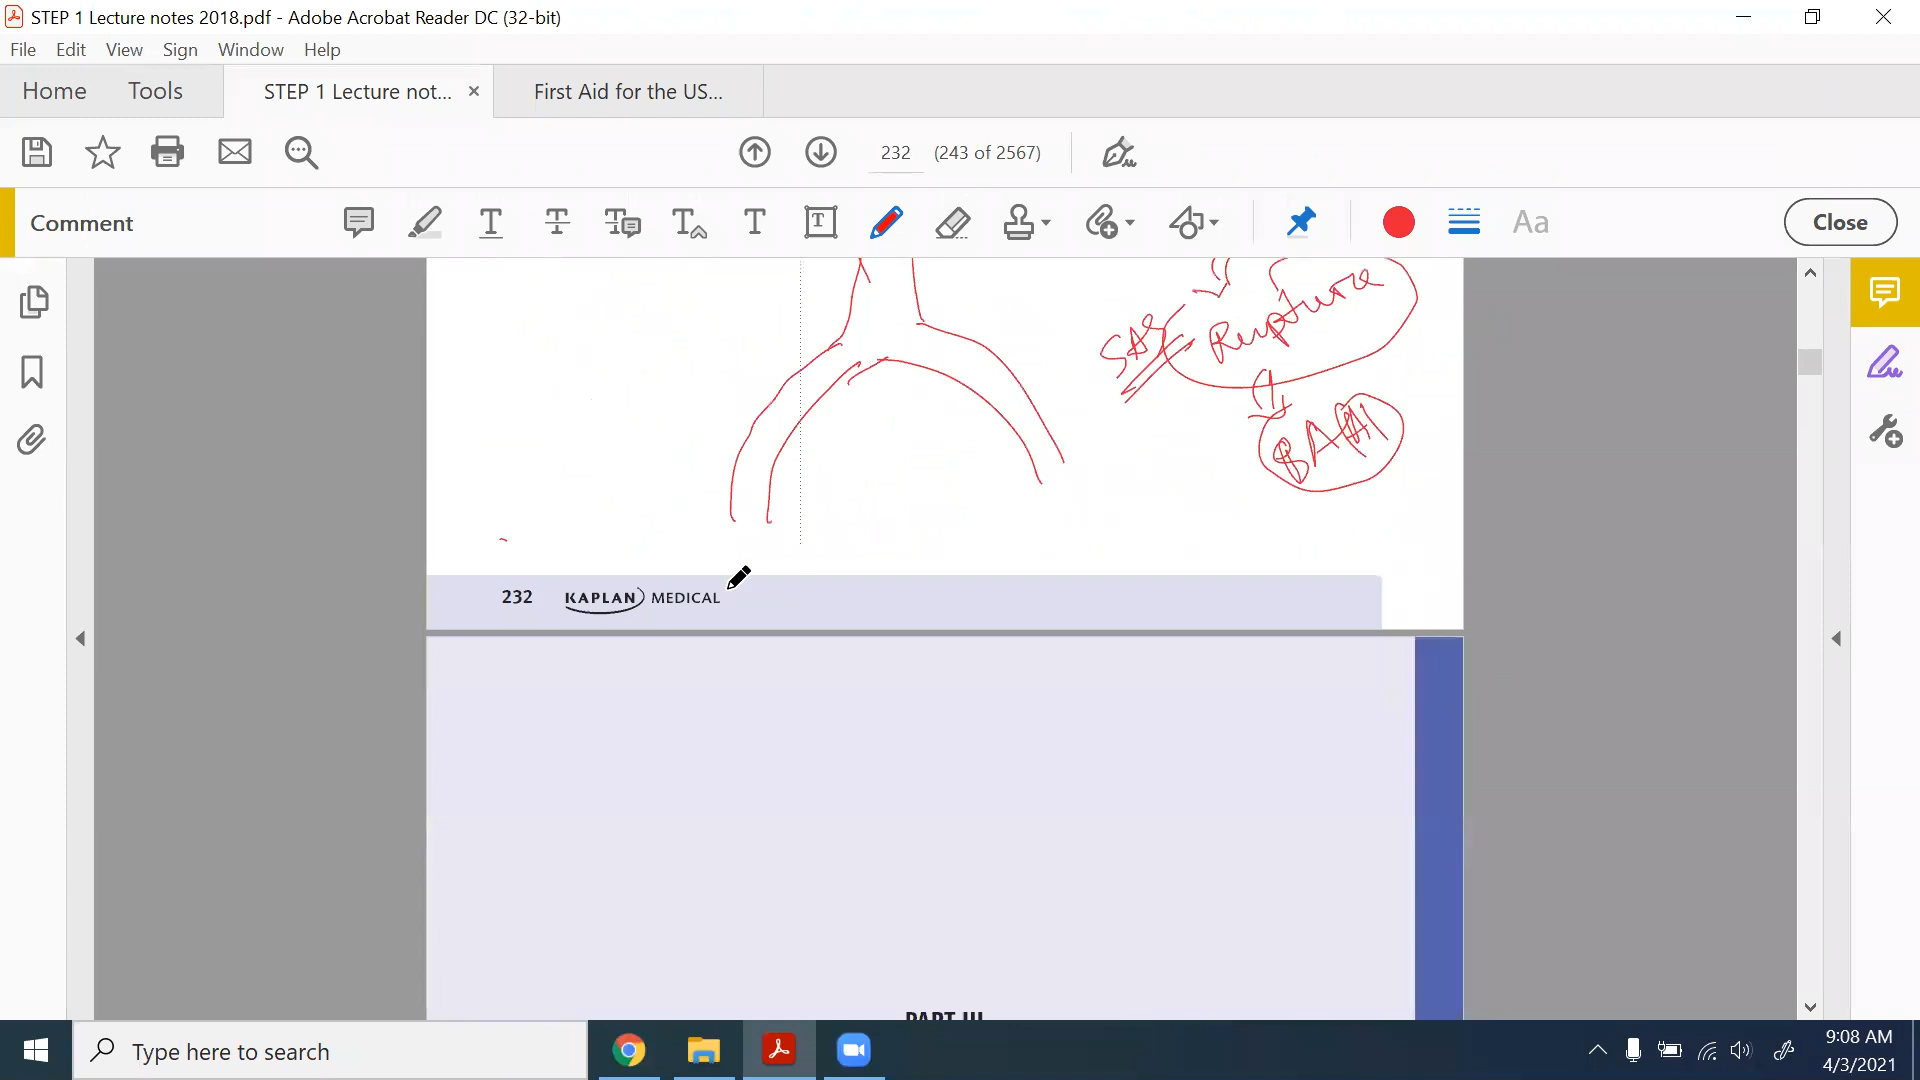 STEP 1 Lecture notes 2018.pdf - Adobe Acrobat Reader DC (32-bit)
File Edit View Sign Window Help
Home Tools STEP 1 Lecture not... × First Aid for the US...
232 (243 of 2567)
Comment T T T T T T Aa Close
Rupture
232 KAPLAN MEDICAL
PART III
Type here to search
9:08 AM
4/3/2021